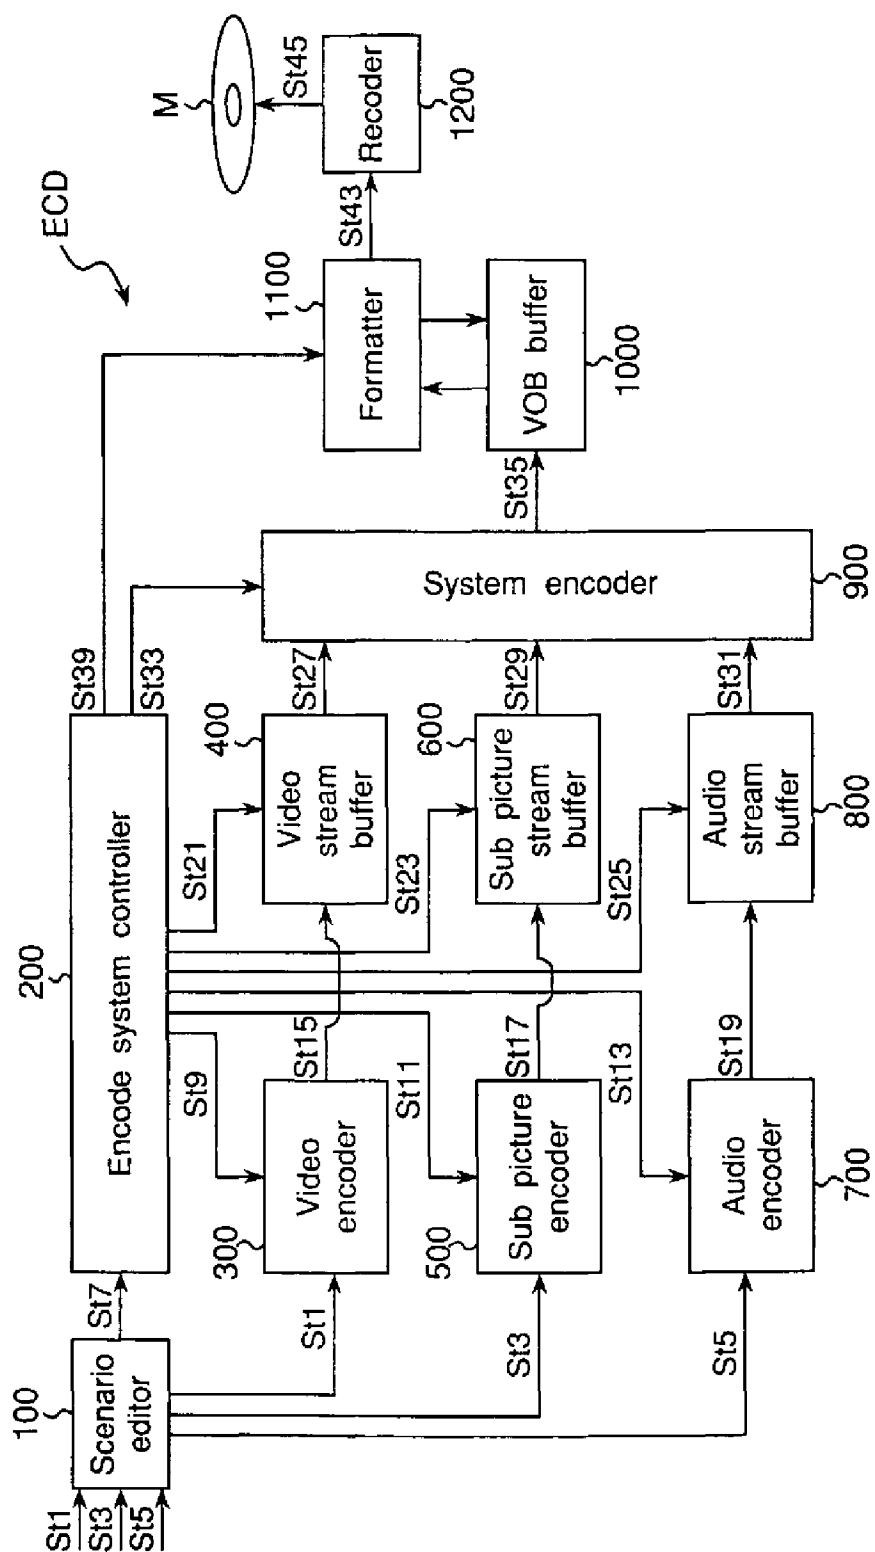 ECD
St1
St3
St5
100
Scenario
editor
St7
200
Encode system controller
St39
St33
St9
St11
St13
St21
St23
St25
St1
St3
St5
300
Video
encoder
St15
400
Video
stream
buffer
St27
500
Sub picture
encoder
St17
600
Sub picture
stream
buffer
St29
700
Audio
encoder
St19
800
Audio
stream
buffer
St31
System encoder
900
St35
VOB buffer
1000
Formatter
1100
St43
Recoder
1200
St45
M